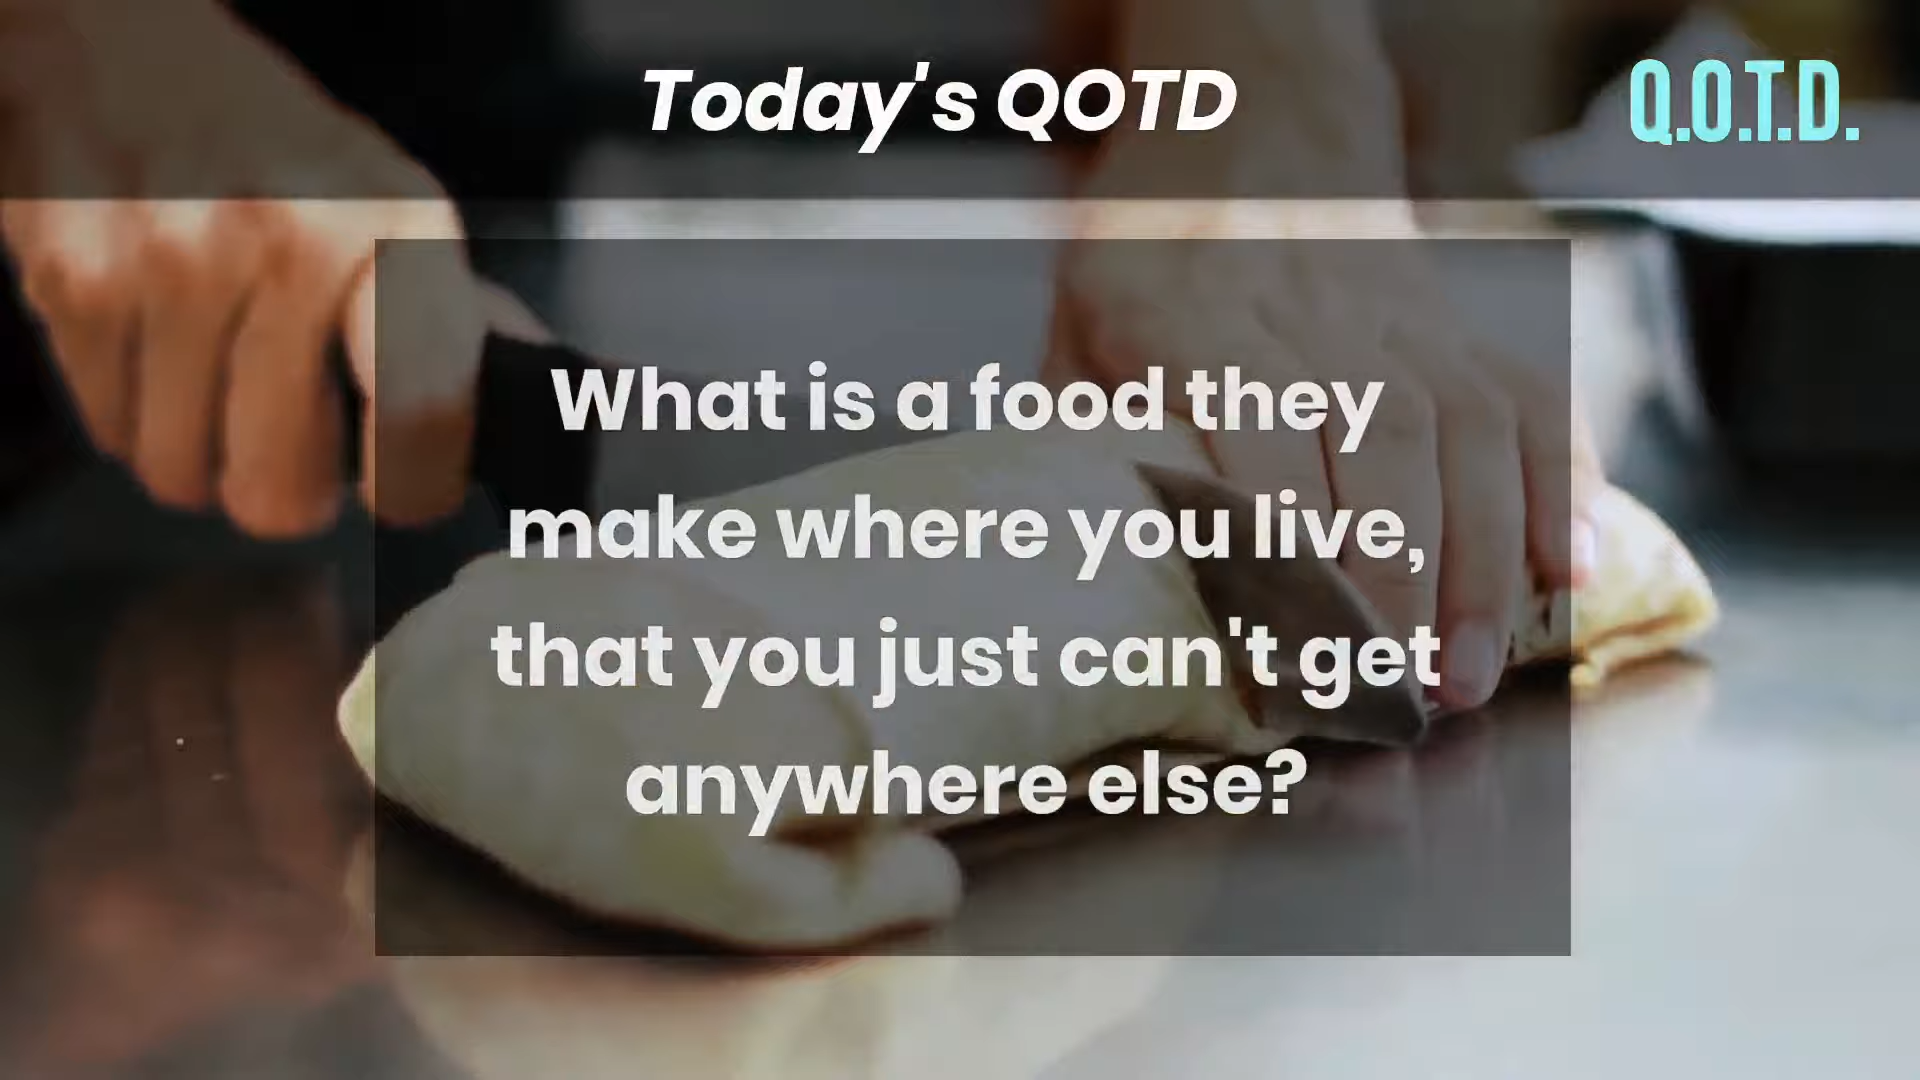 Today's QOTD
Q.O.T.D.
What is a food they
make where you live,
that you just can't get
anywhere else?